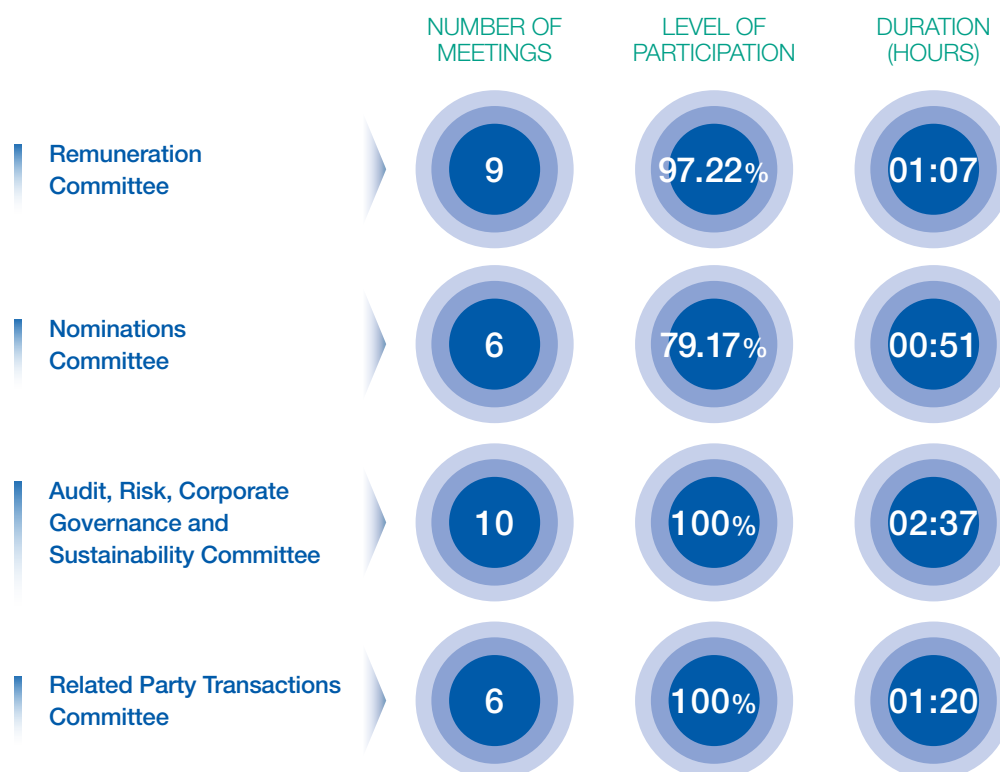 NUMBER OF
MEETINGS
LEVEL OF
PARTICIPATION
DURATION
(HOURS)
Remuneration
Committee
9
97.22%
01:07
Nominations
Committee
6
79.17%
00:51
Audit, Risk, Corporate
Governance and
Sustainability Committee
10
100%
02:37
Related Party Transactions
Committee
6
100%
01:20